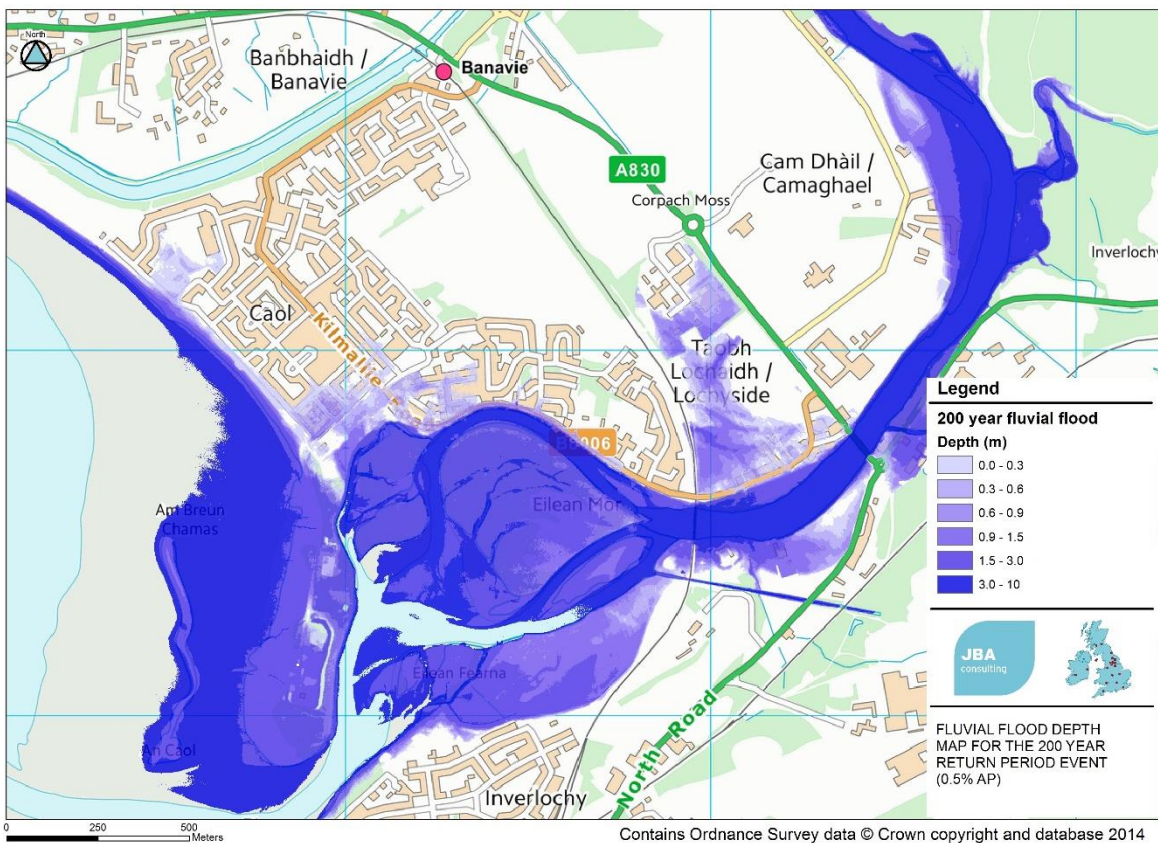 North
Banbhaidh /
Banavie
Banavie
A830
Cam Dhàil /
Camaghael
Corpach Moss
Inverlochy
Caol
Kilmallie
Taobh
Lochaidh /
Lochyside
B8006
Eilean Mor
Am Breun
Chamas
Eilean Fearna
An Caol
Inverlochy
North Road
Legend
200 year fluvial flood
Depth (m)
0.0 - 0.3
0.3 - 0.6
0.6 - 0.9
0.9 - 1.5
1.5 - 3.0
3.0 - 10
JBA
consulting
FLUVIAL FLOOD DEPTH
MAP FOR THE 200 YEAR
RETURN PERIOD EVENT
(0.5% AP)
0 250 500
Meters
Contains Ordnance Survey data © Crown copyright and database 2014